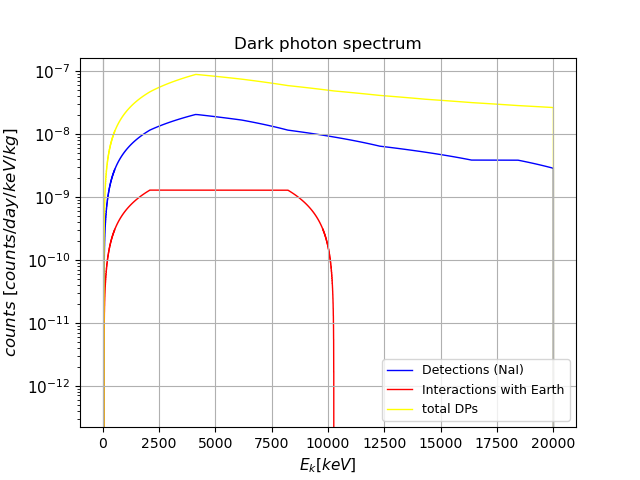 Dark photon spectrum
counts [counts/day/keV/kg]
10⁻⁷
10⁻⁸
10⁻⁹
10⁻¹⁰
10⁻¹¹
10⁻¹²
Detections (NaI)
Interactions with Earth
total DPs
0 2500 5000 7500 10000 12500 15000 17500 20000
Eₖ[keV]